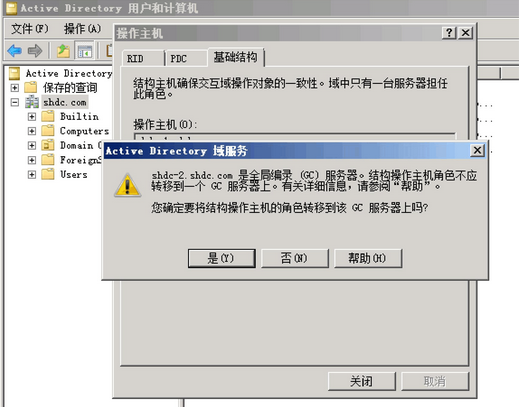 Active Directory 用户和计算机
文件(F) 操作(A)
操作主机
RID PDC 基础结构
Active Directory
保存的查询
shdc.com
Builtin
Computers
Domain
Users
结构主机确保交互域操作对象的一致性。域中只有一台服务器担任
此角色。
操作主机(O):
Active Directory 域服务
shdc-2.shdc.com 是全局编录 (GC) 服务器。结构操作主机角色不应
转移到一个 GC 服务器上。有关详细信息，请参阅“帮助”。
您确定要将结构操作主机的角色转移到该 GC 服务器上吗?
是(Y) 否(N) 帮助(H)
关闭 取消